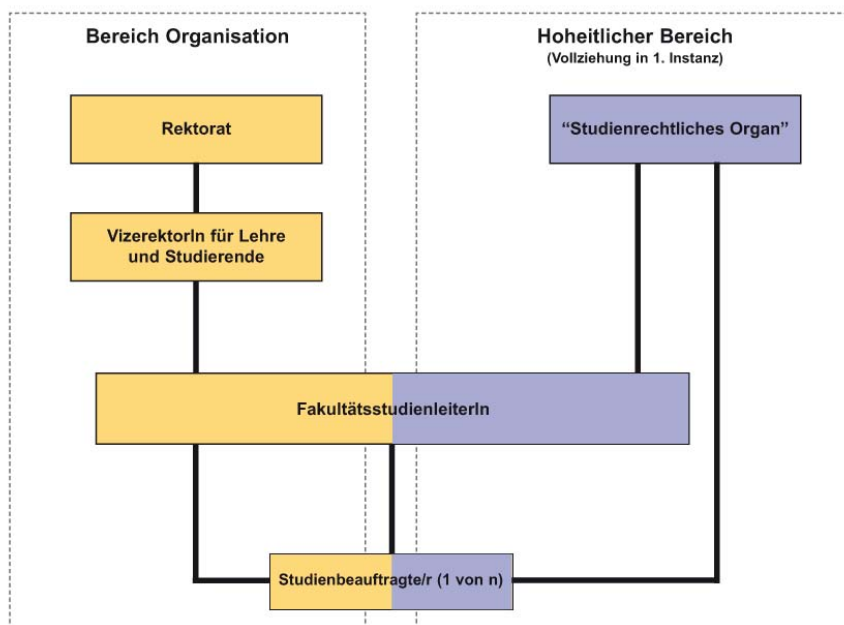 Bereich Organisation
Hoheitlicher Bereich
(Vollziehung in 1. Instanz)
Rektorat
“Studienrechtliches Organ”
VizerektorIn für Lehre
und Studierende
FakultätsstudienleiterIn
Studienbeauftragte/r (1 von n)